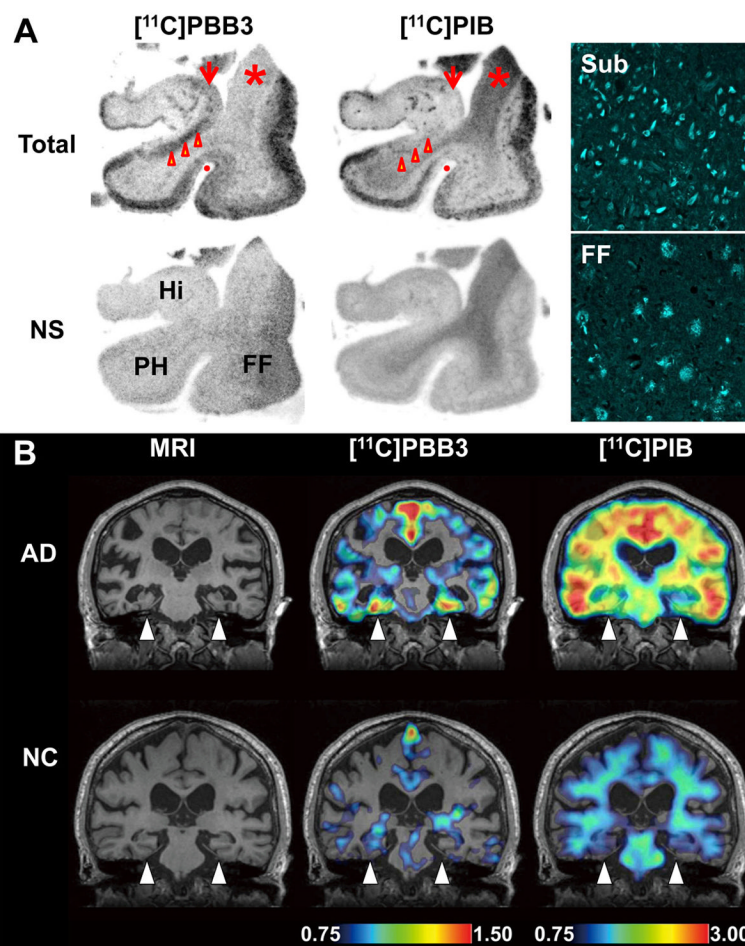 A
[¹¹C]PBB3
[¹¹C]PIB
Total
Sub
NS
Hi
PH
FF
FF
B
MRI
[¹¹C]PBB3
[¹¹C]PIB
AD
NC
0.75
1.50
0.75
3.00